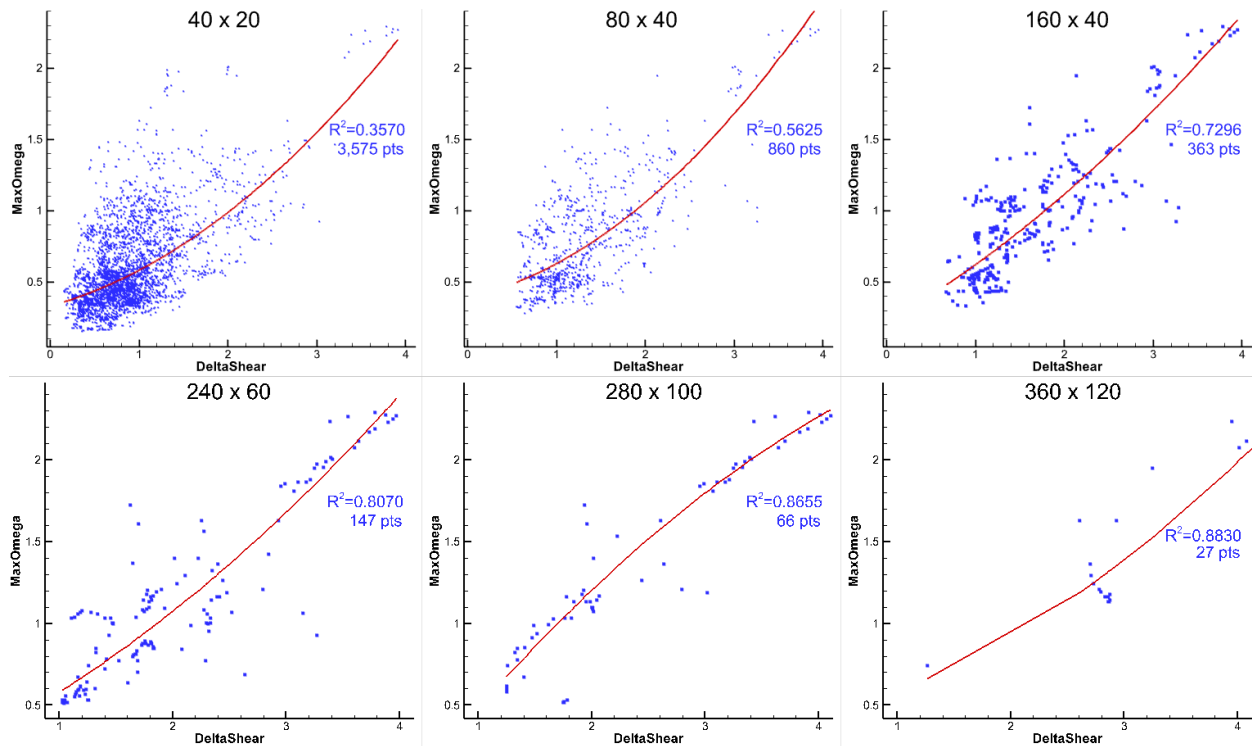 40 x 20
2
1.5
1
0.5
MaxOmega
R²=0.3570
3,575 pts
0 1 2 3 4
DeltaShear
80 x 40
2
1.5
1
0.5
MaxOmega
R²=0.5625
860 pts
0 1 2 3 4
DeltaShear
160 x 40
2
1.5
1
0.5
MaxOmega
R²=0.7296
363 pts
0 1 2 3 4
DeltaShear
240 x 60
2
1.5
1
0.5
MaxOmega
R²=0.8070
147 pts
1 2 3 4
DeltaShear
280 x 100
2
1.5
1
0.5
MaxOmega
R²=0.8655
66 pts
1 2 3 4
DeltaShear
360 x 120
2
1.5
1
0.5
MaxOmega
R²=0.8830
27 pts
1 2 3 4
DeltaShear